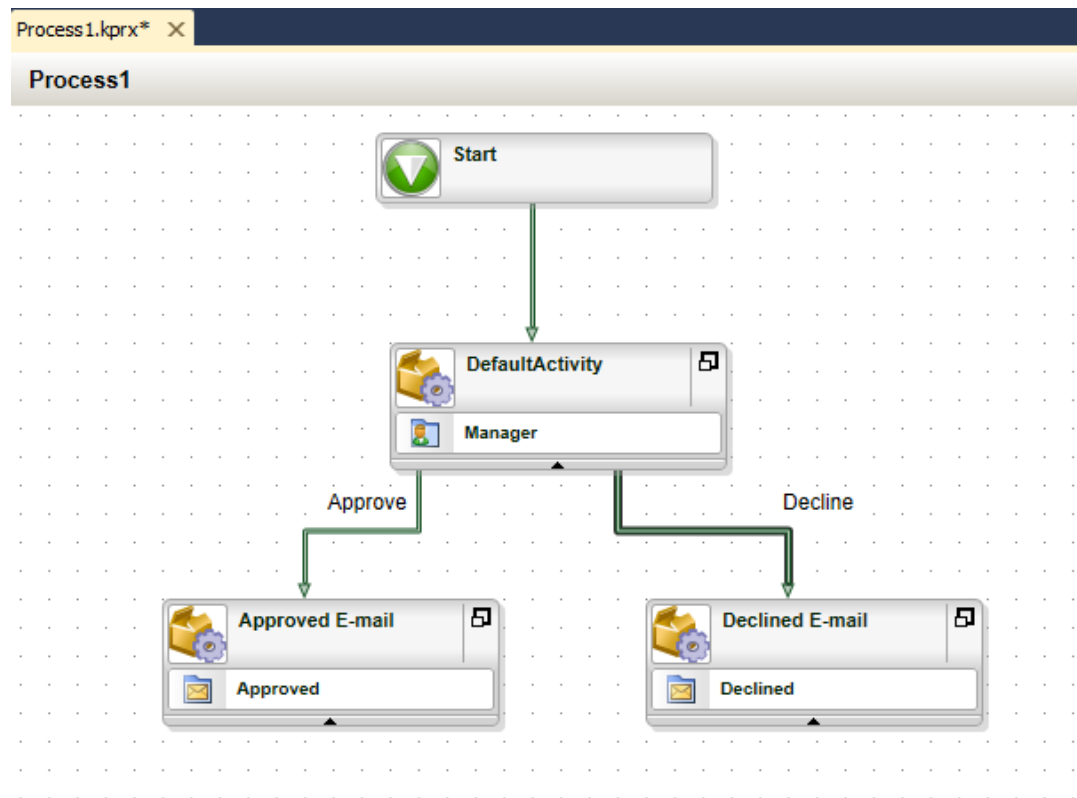 Process1.kprx*
Process1
Start
DefaultActivity
Manager
Approve
Decline
Approved E-mail
Declined E-mail
Approved
Declined